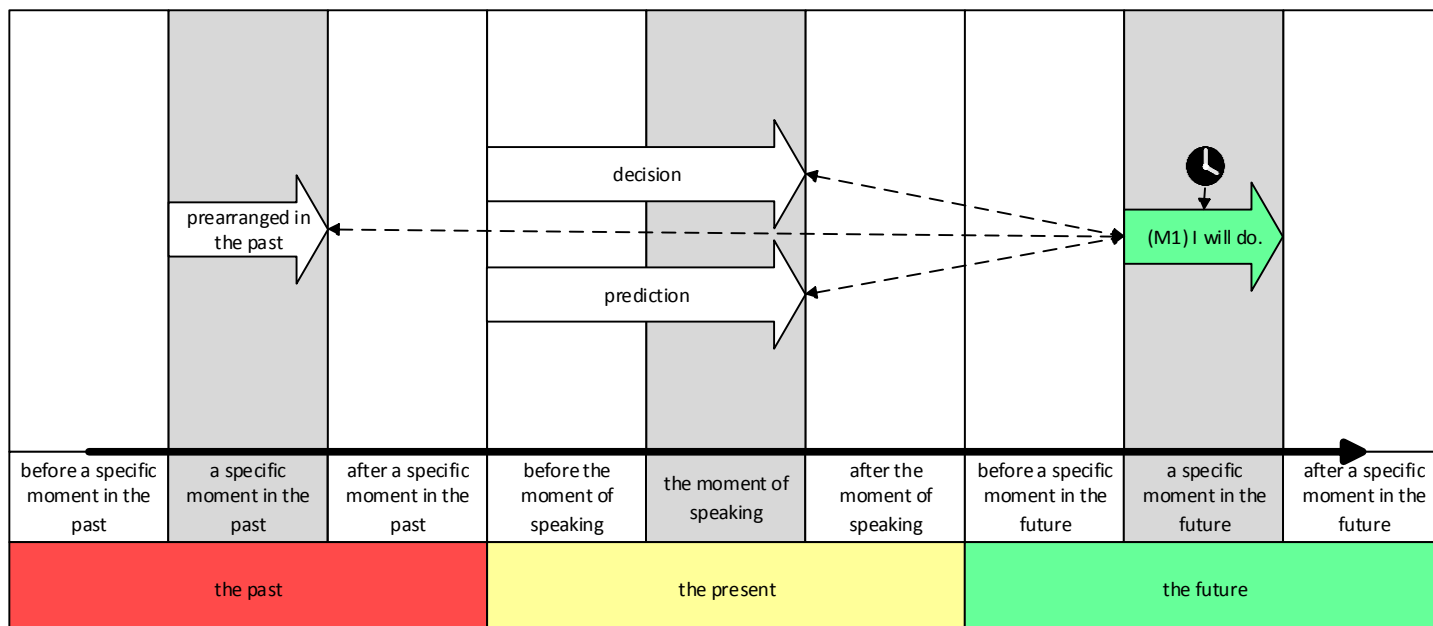 decision
prearranged in
the past
(M1) I will do.
prediction
before a specific
moment in the
past
a specific
moment in the
past
after a specific
moment in the
past
before the
moment of
speaking
the moment of
speaking
after the
moment of
speaking
before a specific
moment in the
future
a specific
moment in the
future
after a specific
moment in the
future
the past
the present
the future